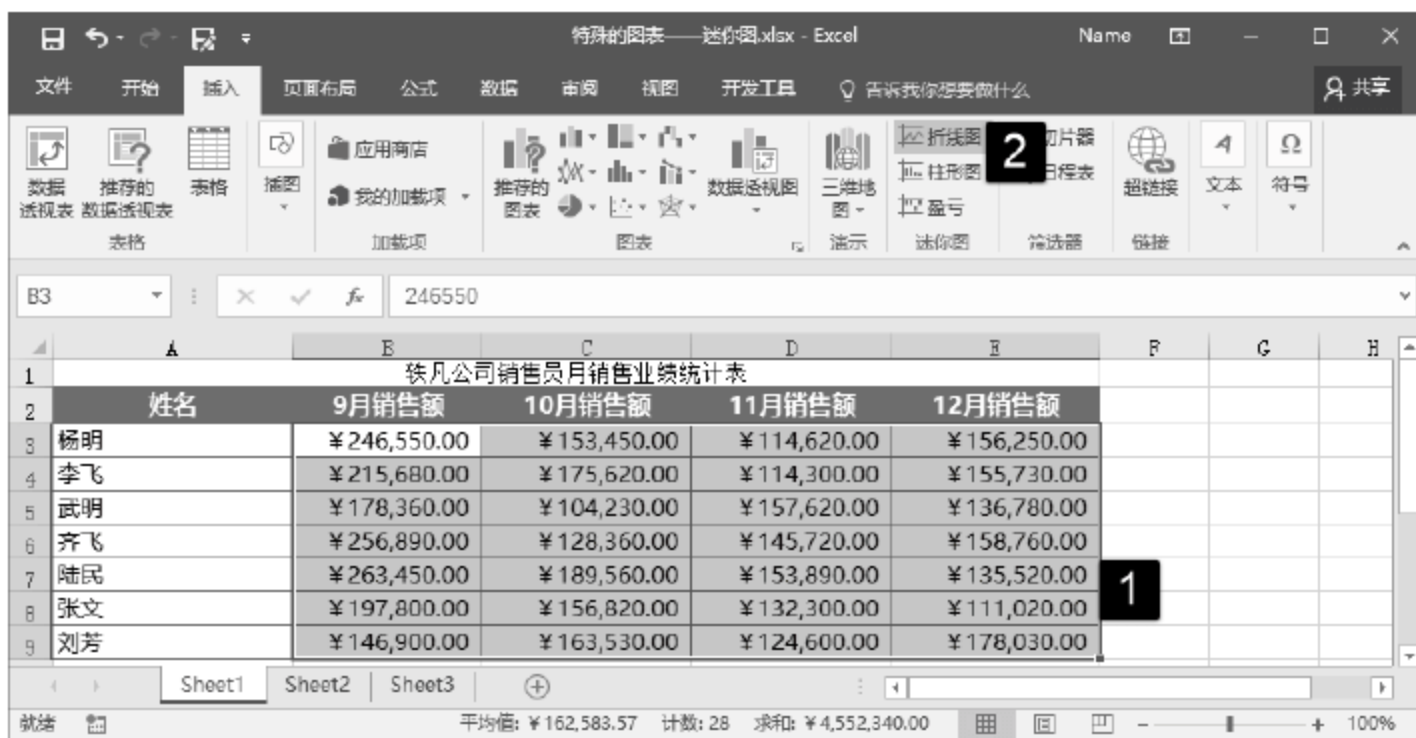 特殊的图表——迷你图.xlsx - Excel Name
文件 开始 插入 页面布局 公式 数据 审阅 视图 开发工具 告诉我你想要做什么 共享
数据透视表 推荐的数据透视表 表格 插图 应用商店 我的加载项 推荐的图表 数据透视图 三维地图 折线图 柱形图 盈亏 2 切片器 日程表 超链接 A 文本 Ω 符号
表格 加载项 图表 演示 迷你图 筛选器 链接
B3 fx 246550
A B C D E F G H
1 轶凡公司销售员月销售业绩统计表
2 姓名 9月销售额 10月销售额 11月销售额 12月销售额
3 杨明 ￥246,550.00 ￥153,450.00 ￥114,620.00 ￥156,250.00
4 李飞 ￥215,680.00 ￥175,620.00 ￥114,300.00 ￥155,730.00
5 武明 ￥178,360.00 ￥104,230.00 ￥157,620.00 ￥136,780.00
6 齐飞 ￥256,890.00 ￥128,360.00 ￥145,720.00 ￥158,760.00
7 陆民 ￥263,450.00 ￥189,560.00 ￥153,890.00 ￥135,520.00 1
8 张文 ￥197,800.00 ￥156,820.00 ￥132,300.00 ￥111,020.00
9 刘芳 ￥146,900.00 ￥163,530.00 ￥124,600.00 ￥178,030.00
Sheet1 Sheet2 Sheet3
就绪 平均值: ￥162,583.57 计数: 28 求和: ￥4,552,340.00 100%